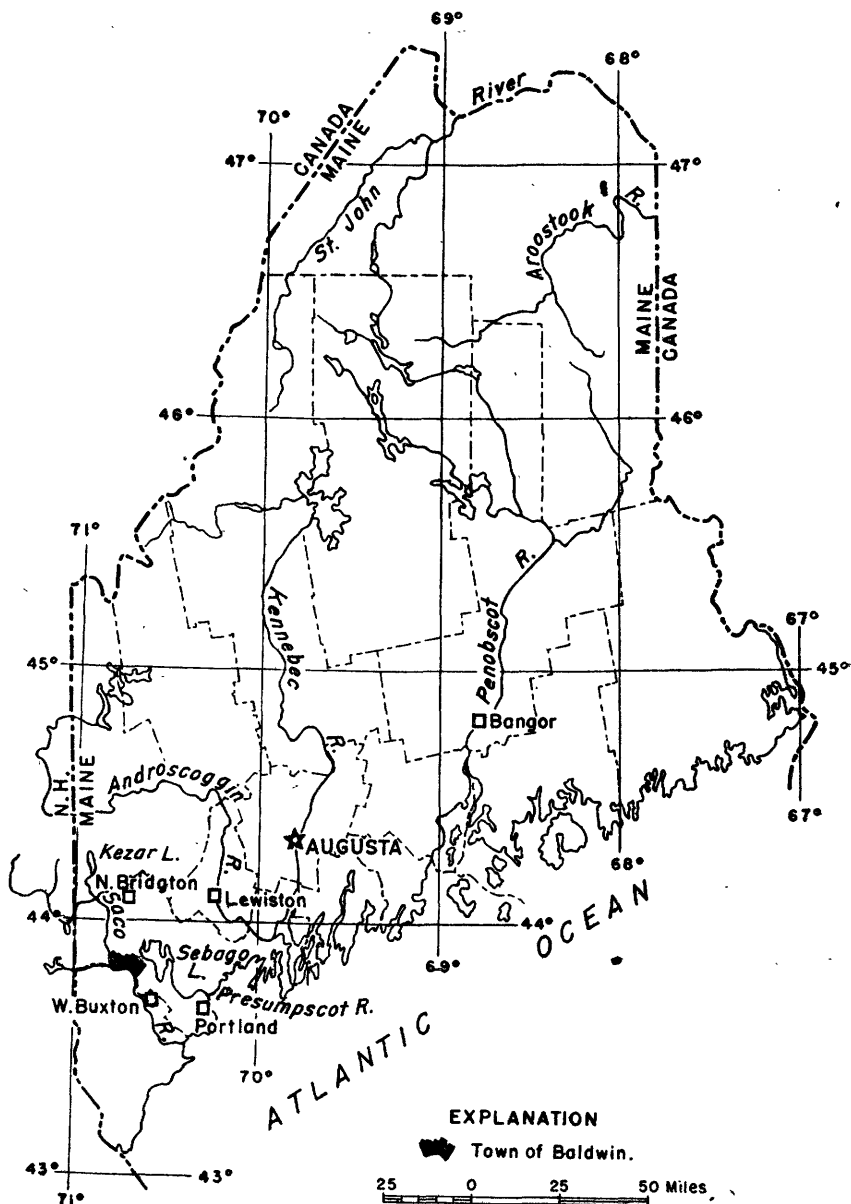 69°
68°
River
70°
CANADA
MAINE
47°
47°
R.
St. John
Aroostook
MAINE
CANADA
46°
46°
71°
R.
Kennebec
Penobscot
67°
45°
45°
Bangor
R.
Androscoggin
N.H.
MAINE
67°
AUGUSTA
68°
Kezar L.
R.
N. Bridgton
Lewiston
Saco
44°
44°
OCEAN
Sebago
L.
69°
W. Buxton
Presumpscot R.
Portland
R.
70°
ATLANTIC
EXPLANATION
Town of Baldwin.
43°
43°
71°
25 0 25 50 Miles